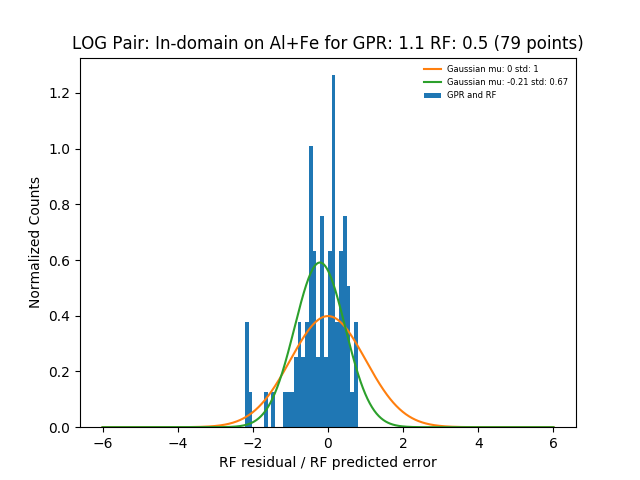 LOG Pair: In-domain on Al+Fe for GPR: 1.1 RF: 0.5 (79 points)
Gaussian mu: 0 std: 1
Gaussian mu: -0.21 std: 0.67
GPR and RF
Normalized Counts
1.2
1.0
0.8
0.6
0.4
0.2
0.0
−6 −4 −2 0 2 4 6
RF residual / RF predicted error